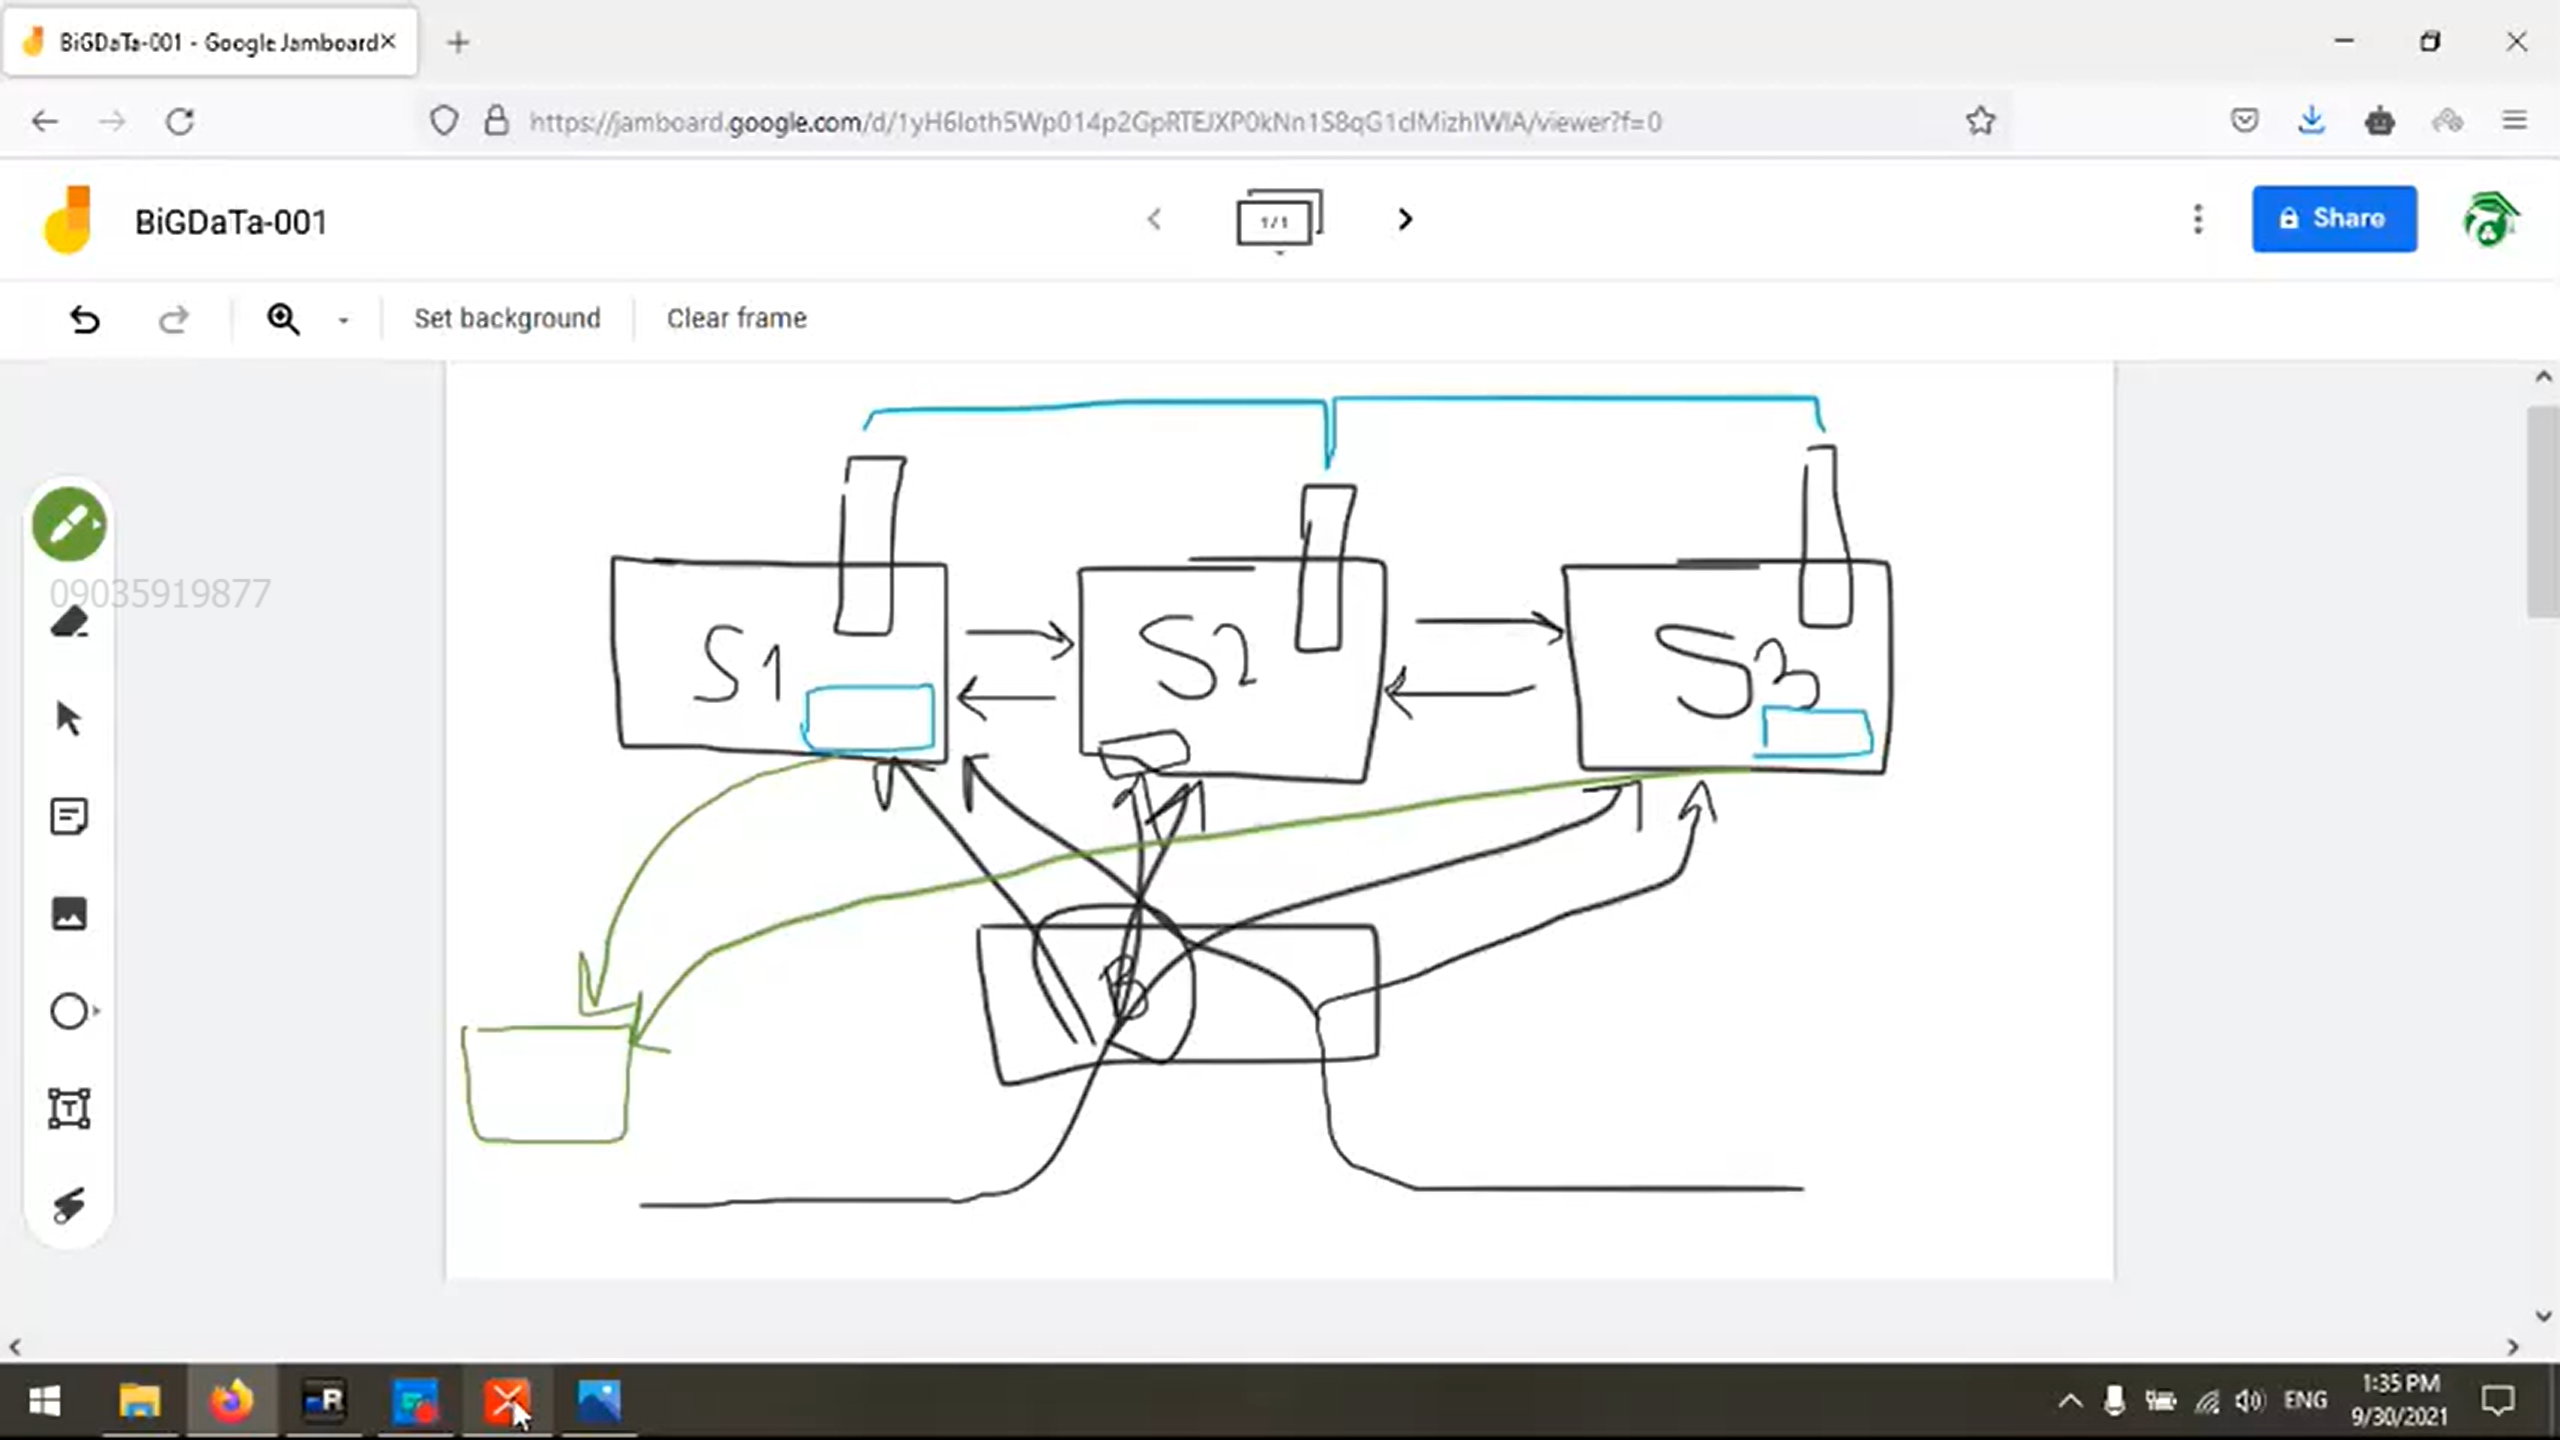 BiGDaTa-001 - Google Jamboard
https://jamboard.google.com/d/1yH6Ioth5Wp014p2GpRTEJXP0kNn1S8qG1cIMizhIWIA/viewer?f=0
BiGDaTa-001
1/1
Share
Set background
Clear frame
09035919877
S1
S2
S3
B
R
ENG
1:35 PM
9/30/2021